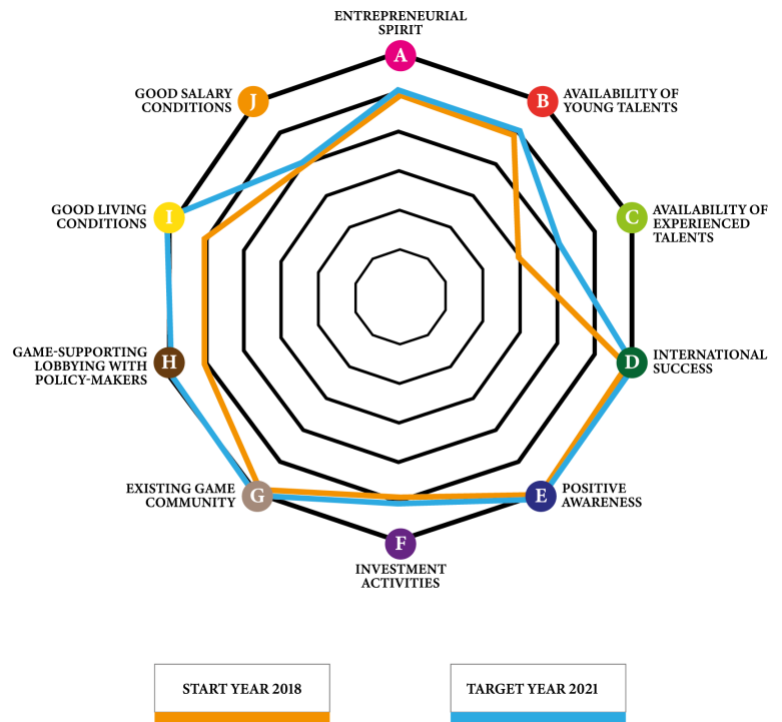 ENTREPRENEURIAL
SPIRIT
A
GOOD SALARY
CONDITIONS
J
B
AVAILABILITY OF
YOUNG TALENTS
GOOD LIVING
CONDITIONS
I
C
AVAILABILITY OF
EXPERIENCED
TALENTS
GAME-SUPPORTING
LOBBYING WITH
POLICY-MAKERS
H
D
INTERNATIONAL
SUCCESS
EXISTING GAME
COMMUNITY
G
E
POSITIVE
AWARENESS
F
INVESTMENT
ACTIVITIES
START YEAR 2018
TARGET YEAR 2021